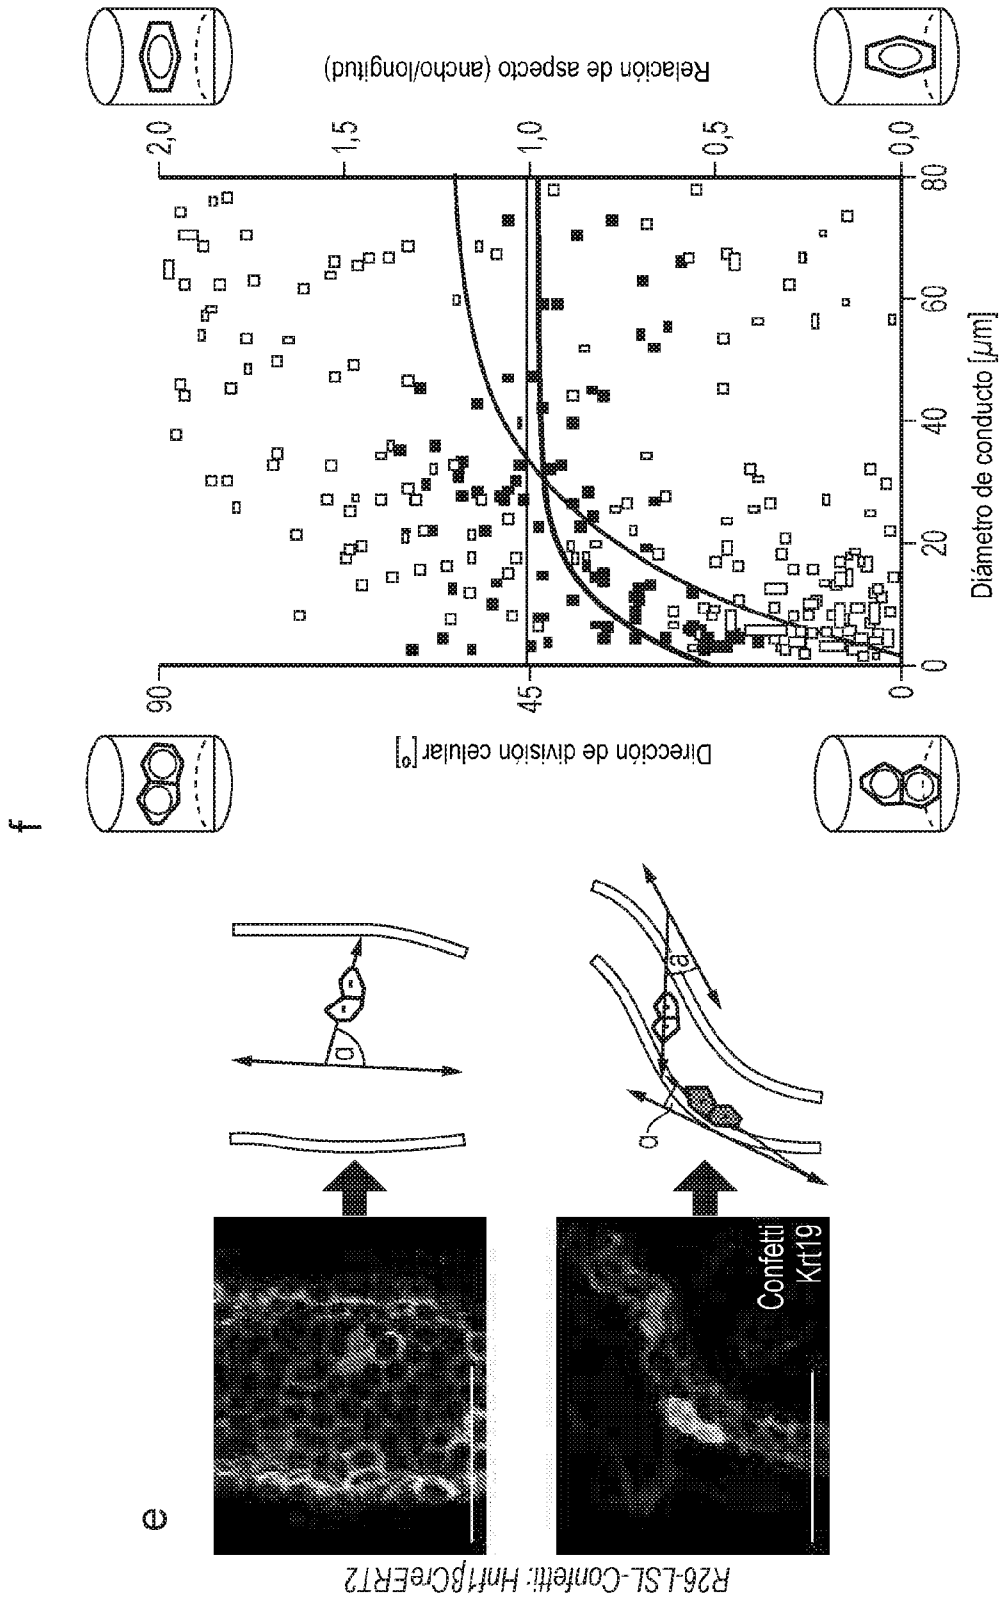 e
R26-LSL-Confetti: Hnf1βCreERT2
Confetti
Krt19
a
a
a
f
Dirección de división celular [º]
90
45
0
Diámetro de conducto [µm]
0
20
40
60
80
Relación de aspecto (ancho/longitud)
2,0
1,5
1,0
0,5
0,0